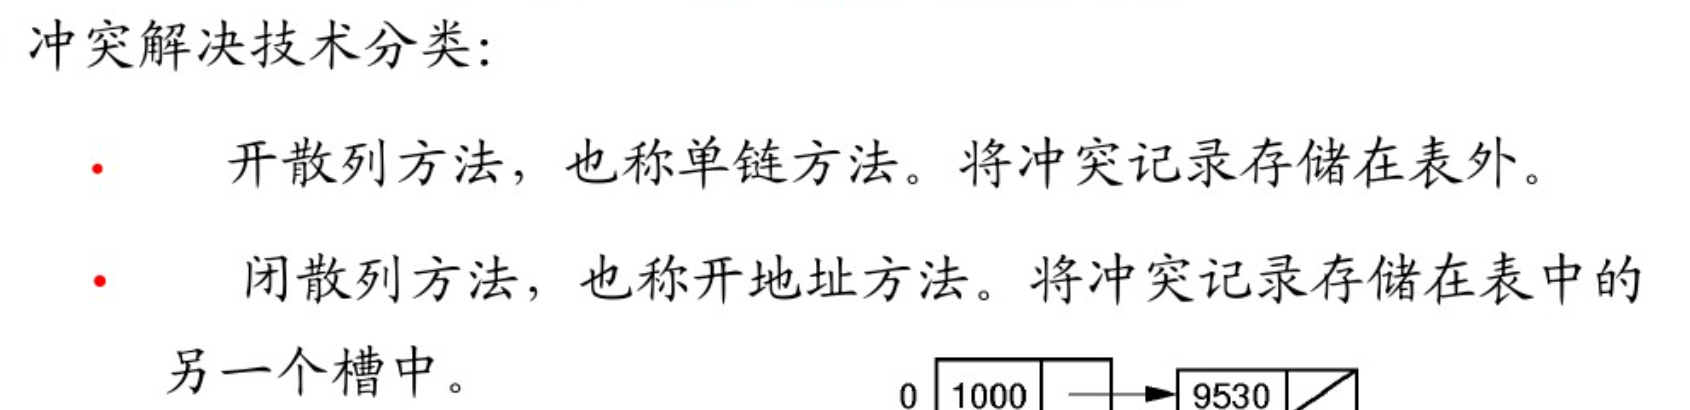 冲突解决技术分类：
• 开散列方法，也称单链方法。将冲突记录存储在表外。
• 闭散列方法，也称开地址方法。将冲突记录存储在表中的
另一个槽中。
0 1000 9530